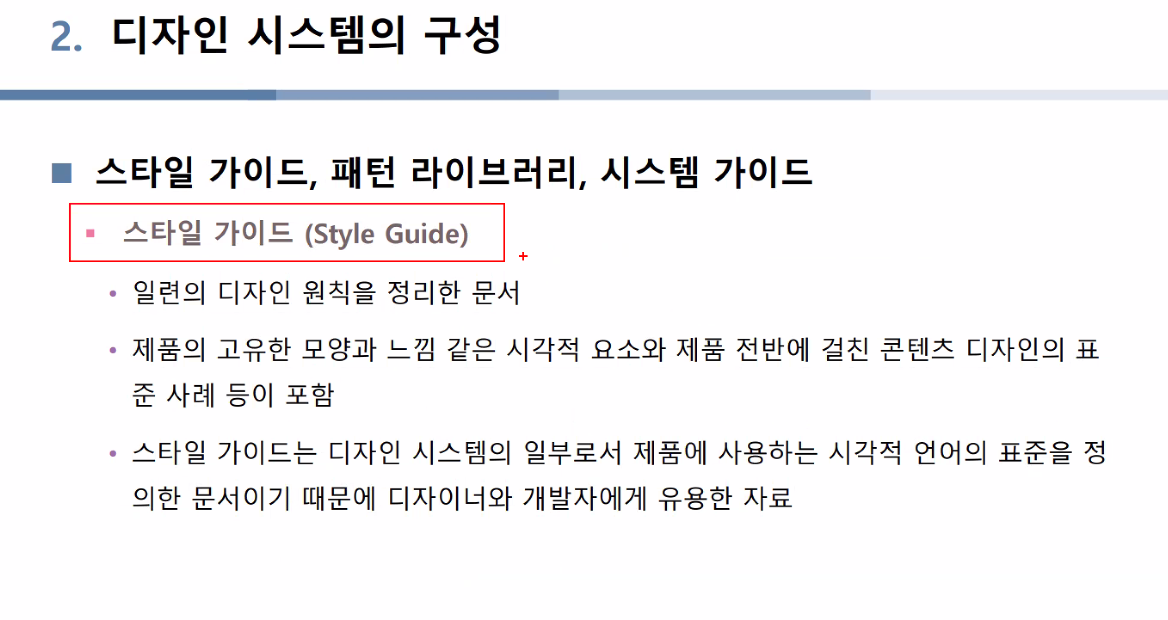 2. 디자인 시스템의 구성
스타일 가이드, 패턴 라이브러리, 시스템 가이드
스타일 가이드 (Style Guide)
일련의 디자인 원칙을 정리한 문서
제품의 고유한 모양과 느낌 같은 시각적 요소와 제품 전반에 걸친 콘텐츠 디자인의 표
준 사례 등이 포함
스타일 가이드는 디자인 시스템의 일부로서 제품에 사용하는 시각적 언어의 표준을 정
의한 문서이기 때문에 디자이너와 개발자에게 유용한 자료